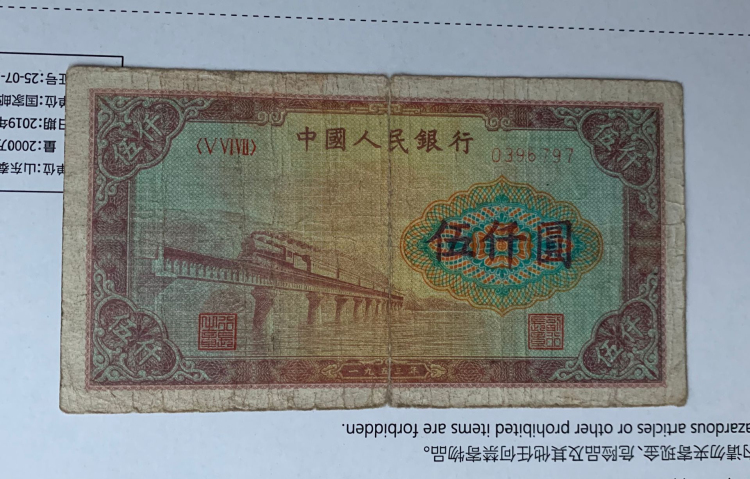 中國人民銀行
〈V VIVIII〉
0396797
伍仟圓
伍仟
伍仟
伍仟
伍仟
一九五三年
证号:25-07-
单位:国家邮
日期:2019年
量:2000万
单位:山东泰
内请勿夹寄现金、危险品及其他任何禁寄物品。
azardous articles or other prohibited items are forbidden.